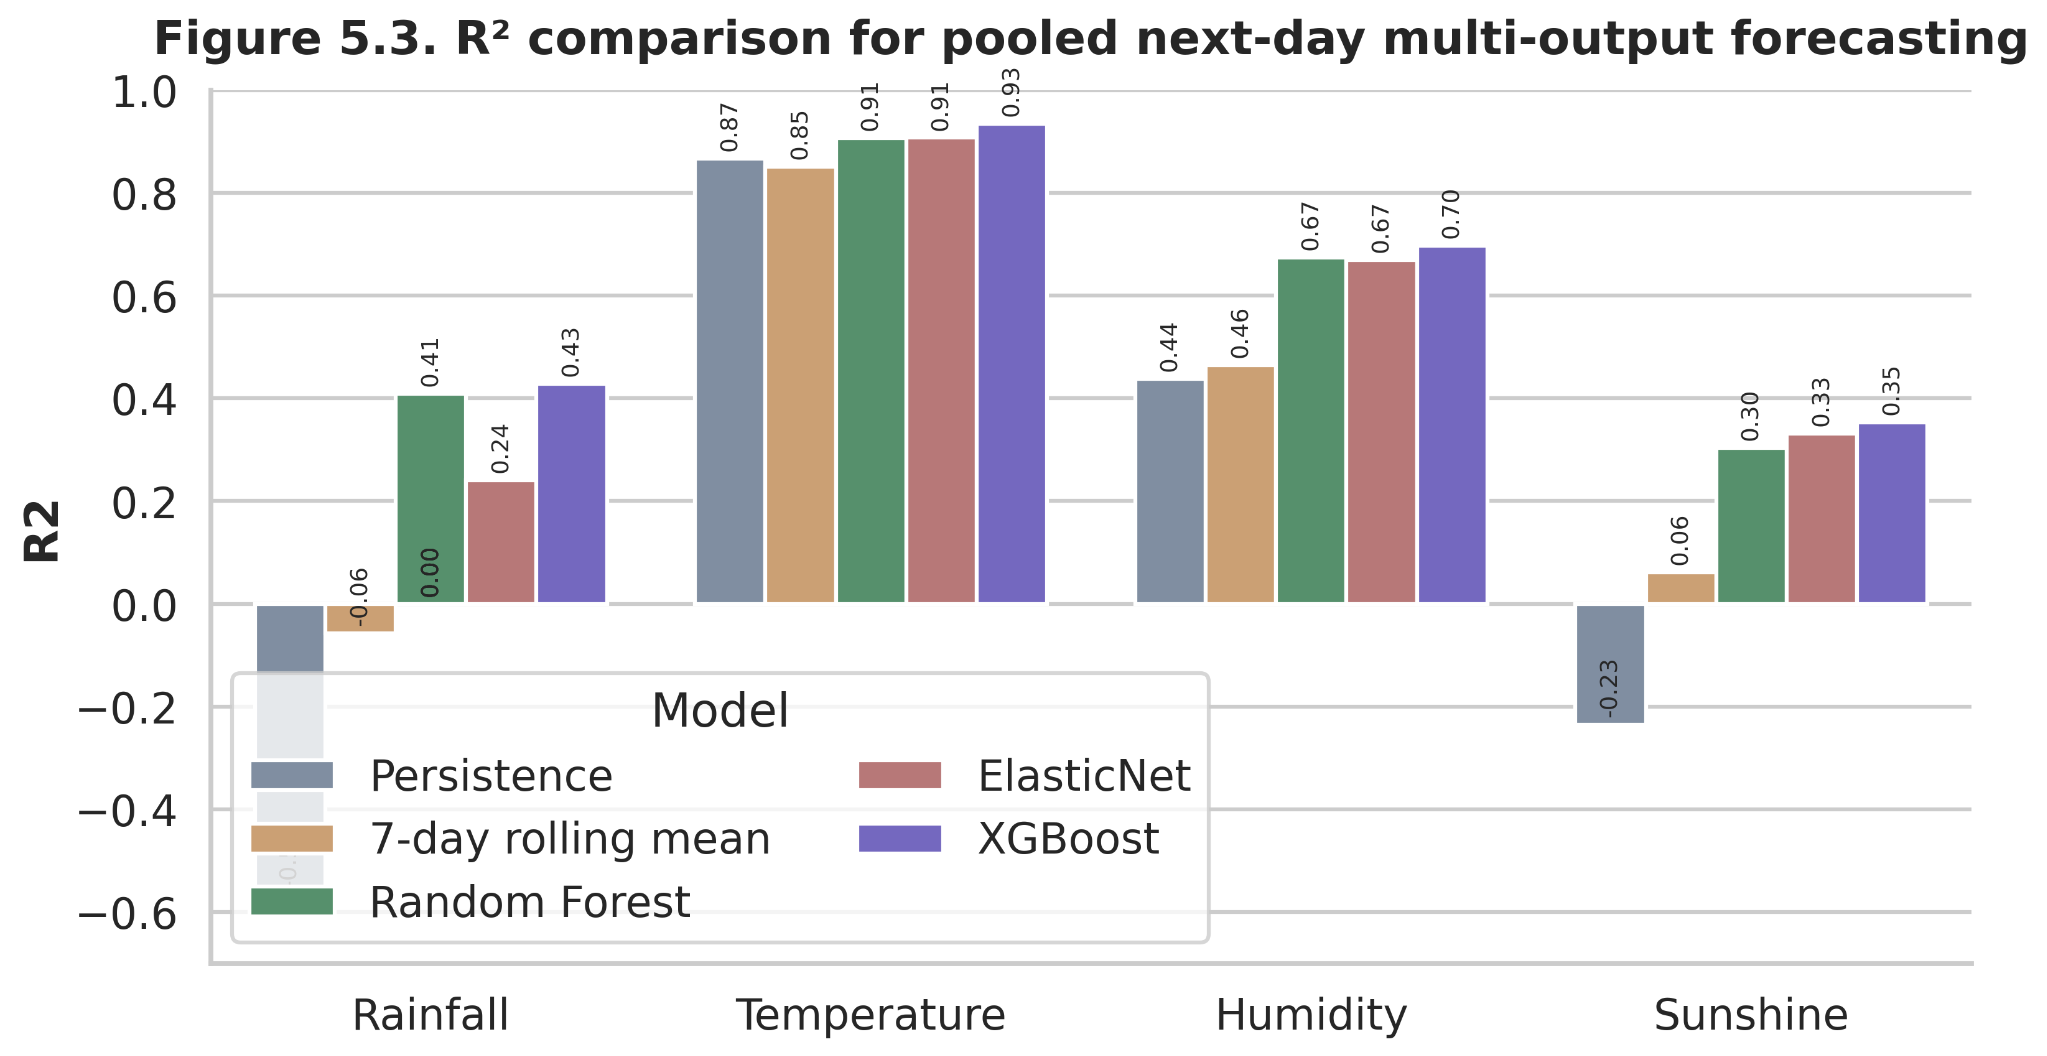 Figure 5.3. R² comparison for pooled next-day multi-output forecasting
R2
1.0
0.8
0.6
0.4
0.2
0.0
−0.2
−0.4
−0.6
-0.06
0.41
0.00
0.24
0.43
0.87
0.85
0.91
0.91
0.93
0.44
0.46
0.67
0.67
0.70
-0.23
0.06
0.30
0.33
0.35
Model
Persistence
7-day rolling mean
Random Forest
ElasticNet
XGBoost
Rainfall
Temperature
Humidity
Sunshine